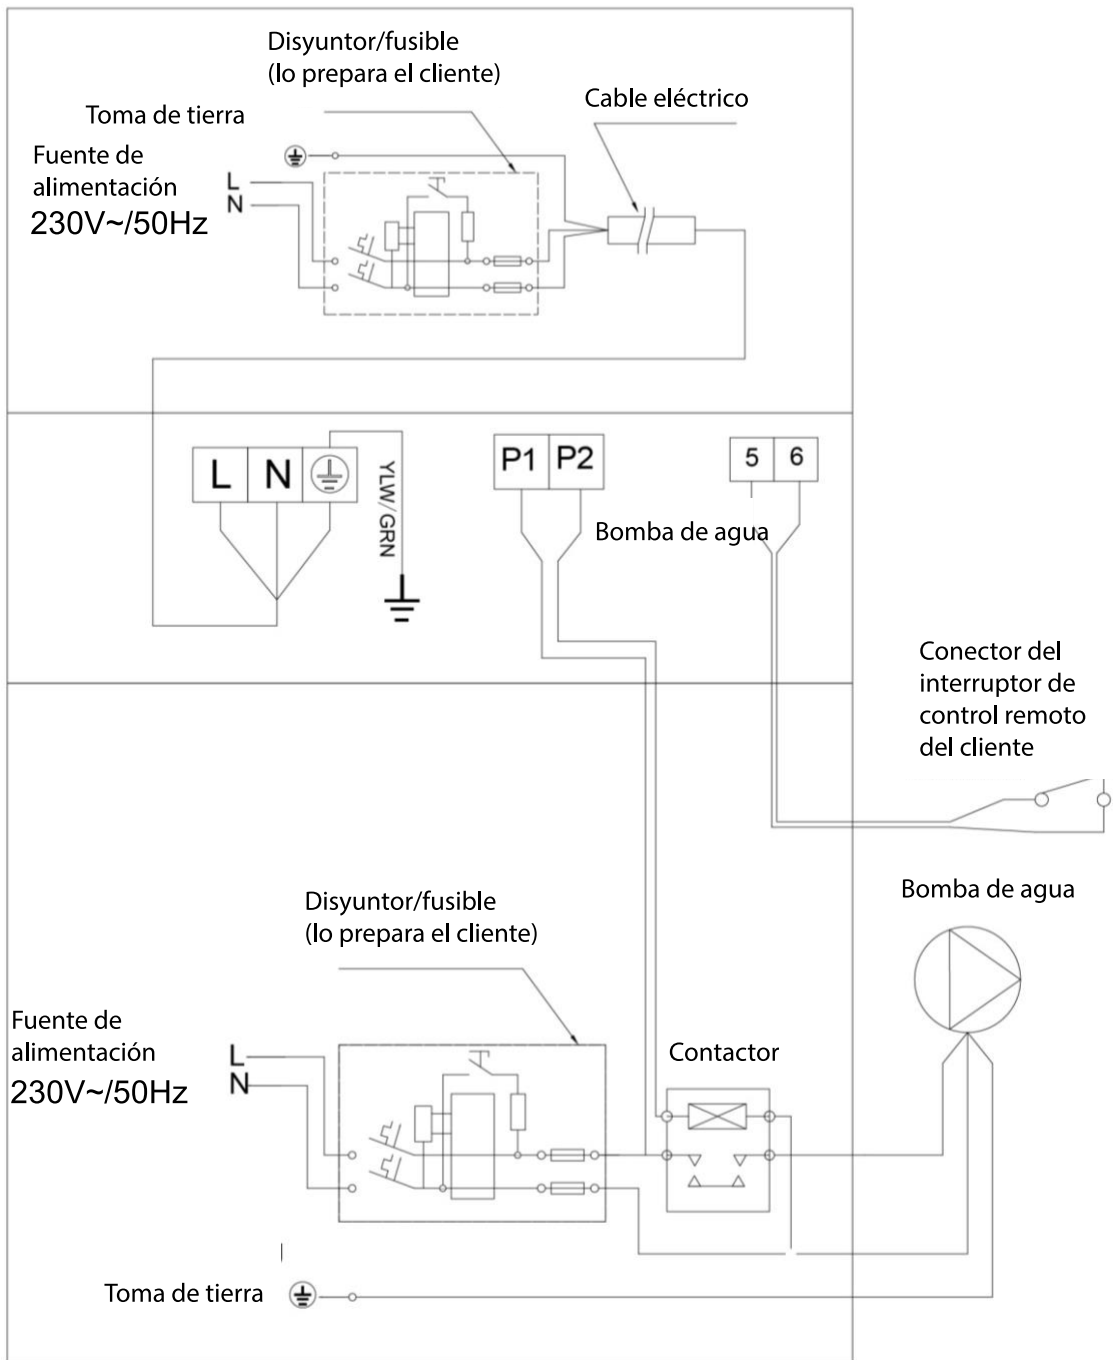 Disyuntor/fusible
(lo prepara el cliente)
Cable eléctrico
Toma de tierra
Fuente de
alimentación
230V~/50Hz
L
N
L N
YLW/GRN
P1 P2
5 6
Bomba de agua
Conector del
interruptor de
control remoto
del cliente
Bomba de agua
Disyuntor/fusible
(lo prepara el cliente)
Fuente de
alimentación
230V~/50Hz
L
N
Contactor
Toma de tierra